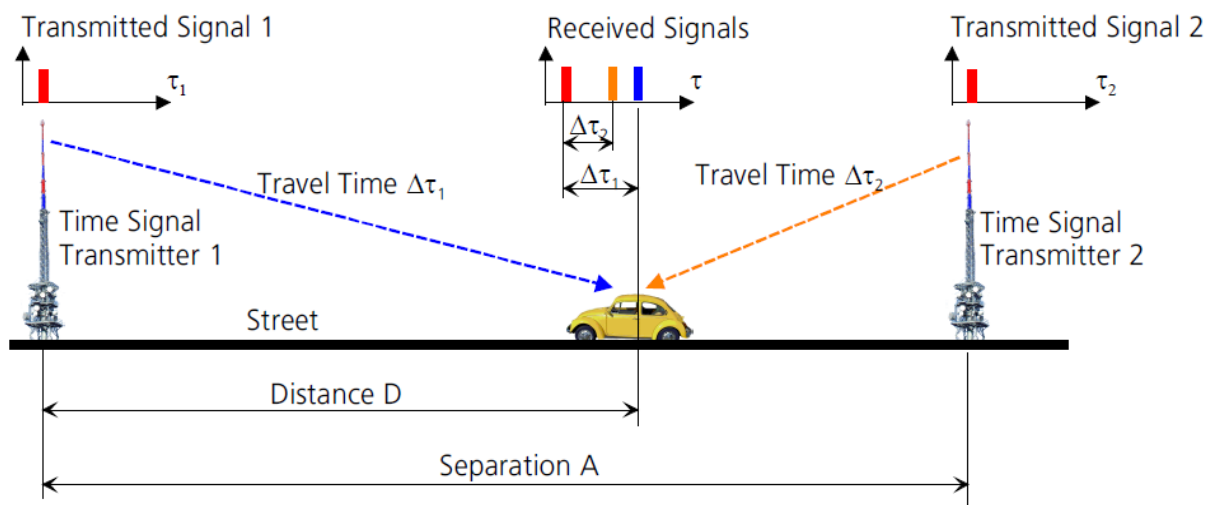 Transmitted Signal 1
Received Signals
Transmitted Signal 2
τ₁
τ
τ₂
Δτ₂
Δτ₁
Travel Time Δτ₁
Travel Time Δτ₂
Time Signal
Transmitter 1
Time Signal
Transmitter 2
Street
Distance D
Separation A